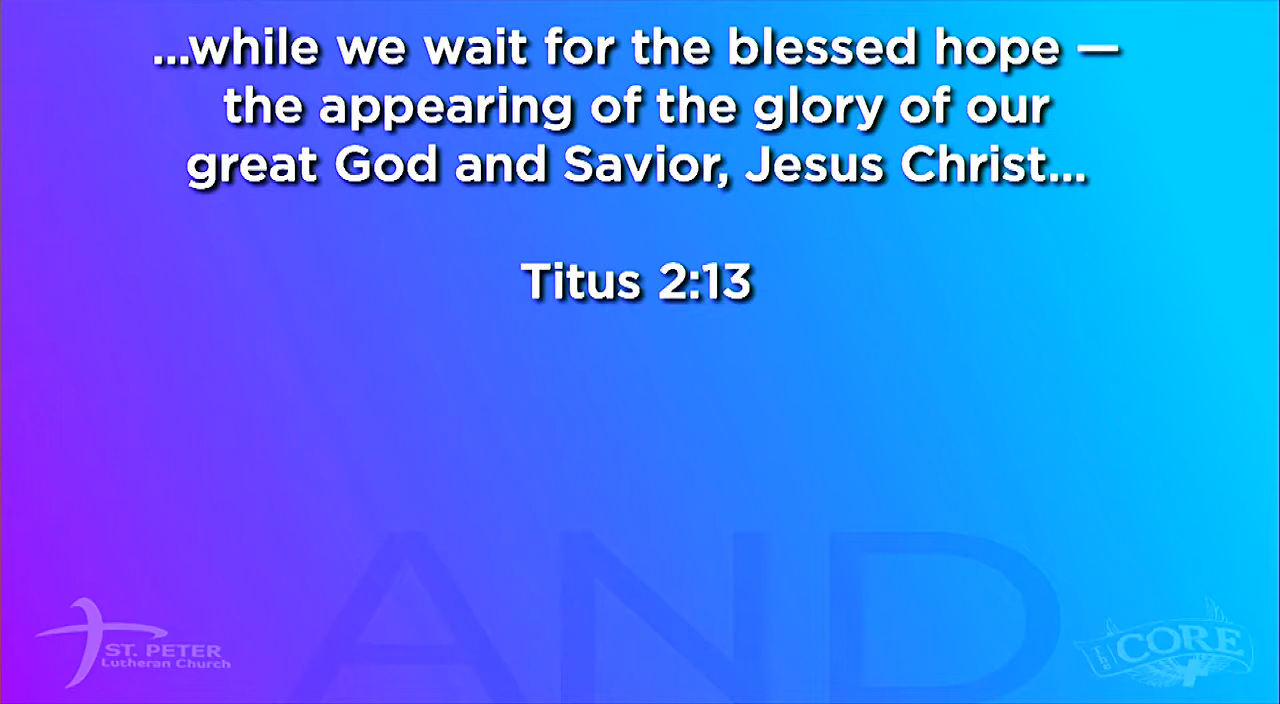 ...while we wait for the blessed hope —
the appearing of the glory of our
great God and Savior, Jesus Christ...
Titus 2:13
AND
ST. PETER
Lutheran Church
The
CORE